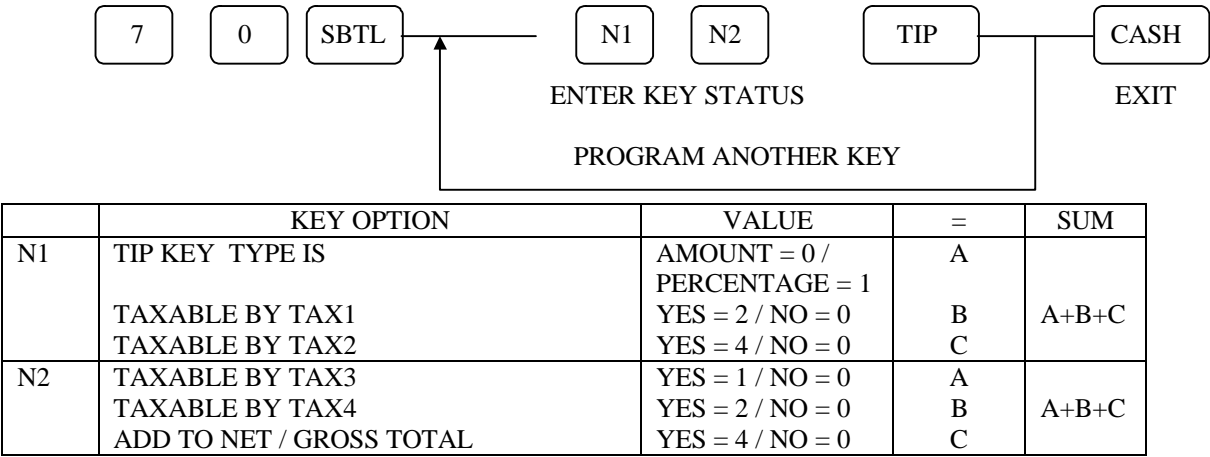 7 0 SBTL N1 N2 TIP CASH
ENTER KEY STATUS EXIT
PROGRAM ANOTHER KEY
KEY OPTION VALUE = SUM
N1 TIP KEY TYPE IS AMOUNT = 0 / A
PERCENTAGE = 1
TAXABLE BY TAX1 YES = 2 / NO = 0 B A+B+C
TAXABLE BY TAX2 YES = 4 / NO = 0 C
N2 TAXABLE BY TAX3 YES = 1 / NO = 0 A
TAXABLE BY TAX4 YES = 2 / NO = 0 B A+B+C
ADD TO NET / GROSS TOTAL YES = 4 / NO = 0 C